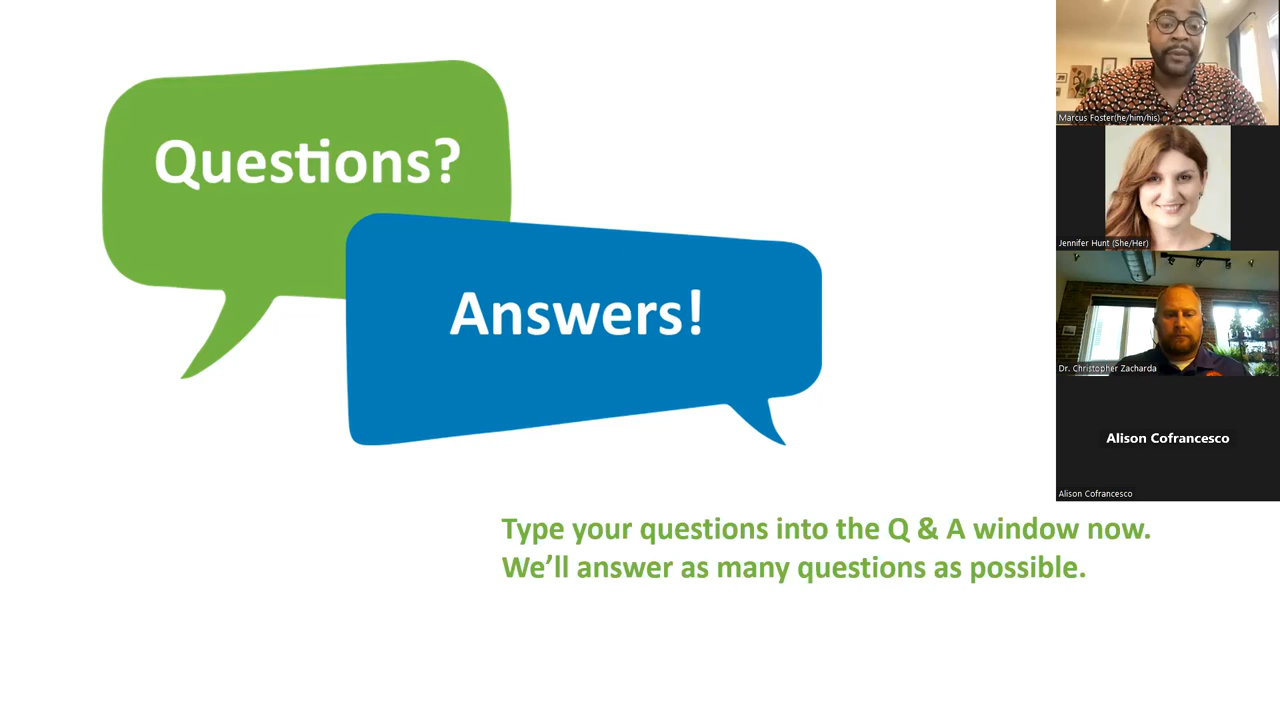 Questions?
Answers!
Type your questions into the Q & A window now.
We'll answer as many questions as possible.
Marcus Foster(he/him/his)
Jennifer Hunt (She/Her)
Dr. Christopher Zacharda
Alison Cofrancesco
Alison Cofrancesco